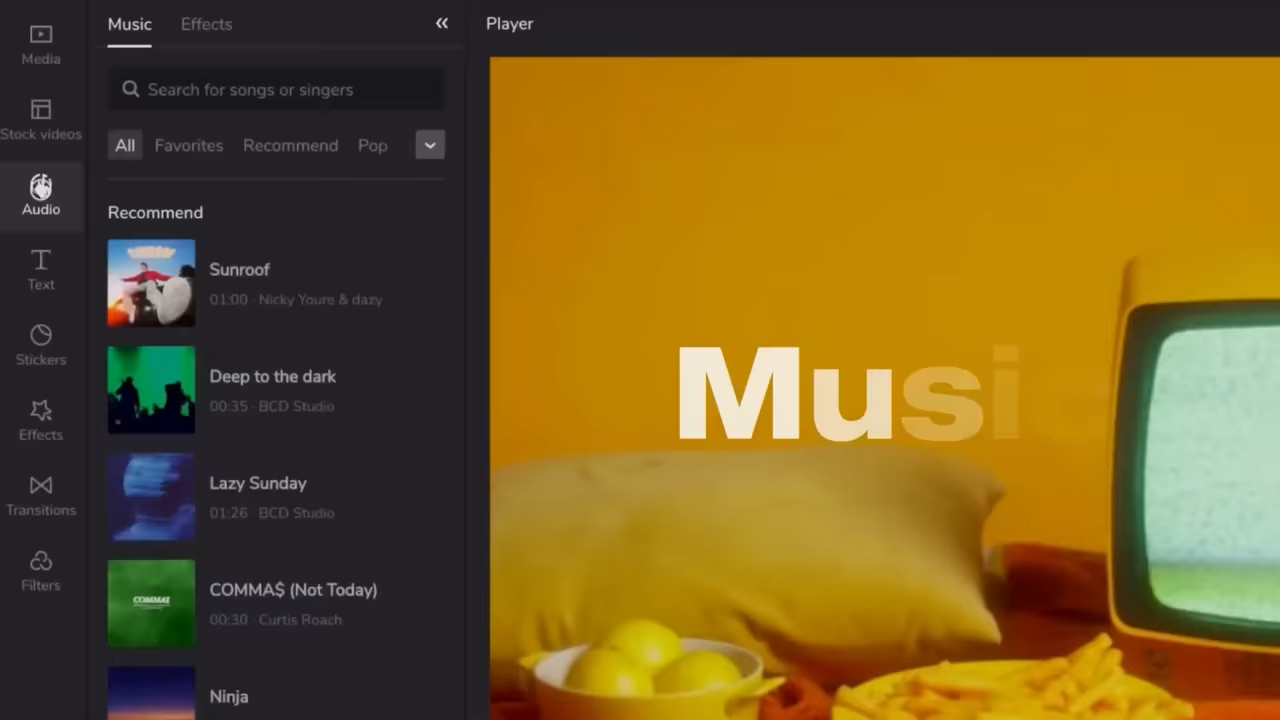 Music
Effects
Player
Media
Search for songs or singers
Stock videos
All
Favorites
Recommend
Pop
Audio
Recommend
Sunroof
01:00 · Nicky Youre & dazy
Text
Deep to the dark
00:35 · BCD Studio
Stickers
Musi
Effects
Lazy Sunday
01:26 · BCD Studio
Transitions
COMMA$ (Not Today)
00:30 · Curtis Roach
COMMA$
Filters
Ninja